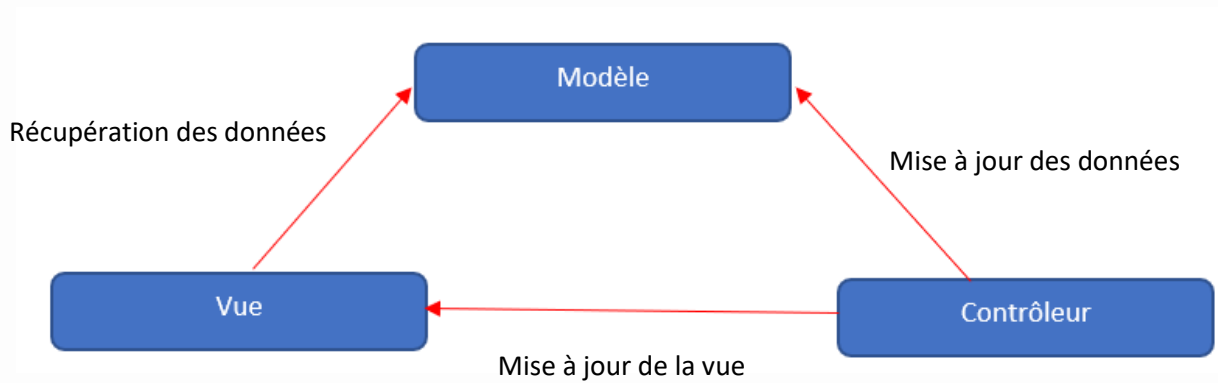 Modèle
Récupération des données
Mise à jour des données
Vue
Contrôleur
Mise à jour de la vue